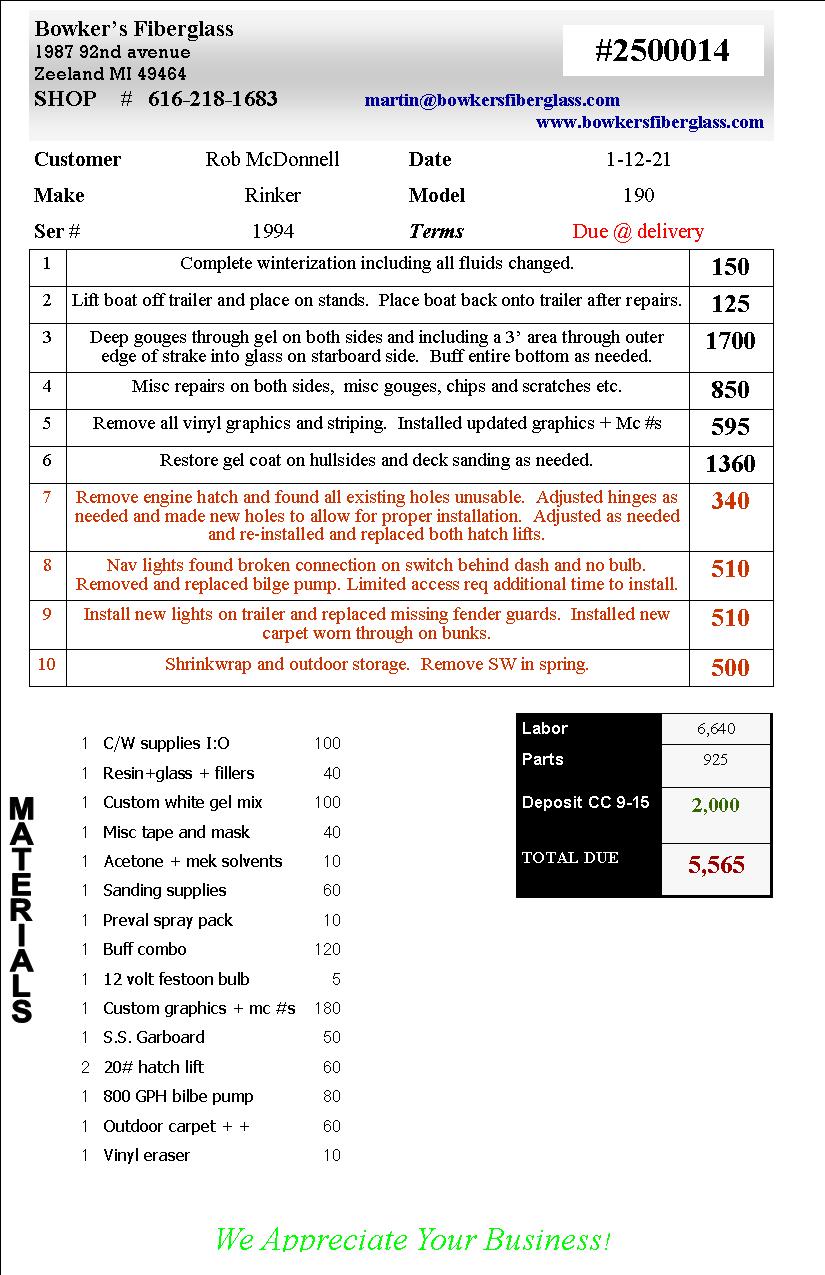 Bowker's Fiberglass
1987 92nd avenue
Zeeland MI 49464
SHOP # 616-218-1683
#2500014
martin@bowkersfiberglass.com
www.bowkersfiberglass.com
Customer Rob McDonnell Date 1-12-21
Make Rinker Model 190
Ser # 1994 Terms Due @ delivery
1 Complete winterization including all fluids changed. 150
2 Lift boat off trailer and place on stands. Place boat back onto trailer after repairs. 125
3 Deep gouges through gel on both sides and including a 3' area through outer 1700
edge of strake into glass on starboard side. Buff entire bottom as needed.
4 Misc repairs on both sides, misc gouges, chips and scratches etc. 850
5 Remove all vinyl graphics and striping. Installed updated graphics + Mc #s 595
6 Restore gel coat on hullsides and deck sanding as needed. 1360
7 Remove engine hatch and found all existing holes unusable. Adjusted hinges as 340
needed and made new holes to allow for proper installation. Adjusted as needed
and re-installed and replaced both hatch lifts.
8 Nav lights found broken connection on switch behind dash and no bulb. 510
Removed and replaced bilge pump. Limited access req additional time to install.
9 Install new lights on trailer and replaced missing fender guards. Installed new 510
carpet worn through on bunks.
10 Shrinkwrap and outdoor storage. Remove SW in spring. 500
Labor 6,640
Parts 925
Deposit CC 9-15 2,000
TOTAL DUE 5,565
MATERIALS
1 C/W supplies I:O 100
1 Resin+glass + fillers 40
1 Custom white gel mix 100
1 Misc tape and mask 40
1 Acetone + mek solvents 10
1 Sanding supplies 60
1 Preval spray pack 10
1 Buff combo 120
1 12 volt festoon bulb 5
1 Custom graphics + mc #s 180
1 S.S. Garboard 50
2 20# hatch lift 60
1 800 GPH bilbe pump 80
1 Outdoor carpet + + 60
1 Vinyl eraser 10
We Appreciate Your Business!